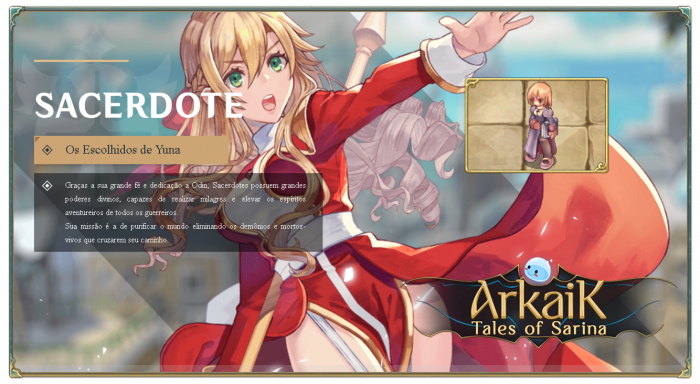 SACERDOTE
Os Escolhidos de Yuna
Graças a sua grande fé e dedicação a Odin, Sacerdotes possuem grandes
poderes divinos, capazes de realizar milagres e elevar os espíritos
aventureiros de todos os guerreiros.
Sua missão é a de purificar o mundo eliminando os demônios e mortos-
vivos que cruzarem seu caminho.
ArkaiK
Tales of Sarina